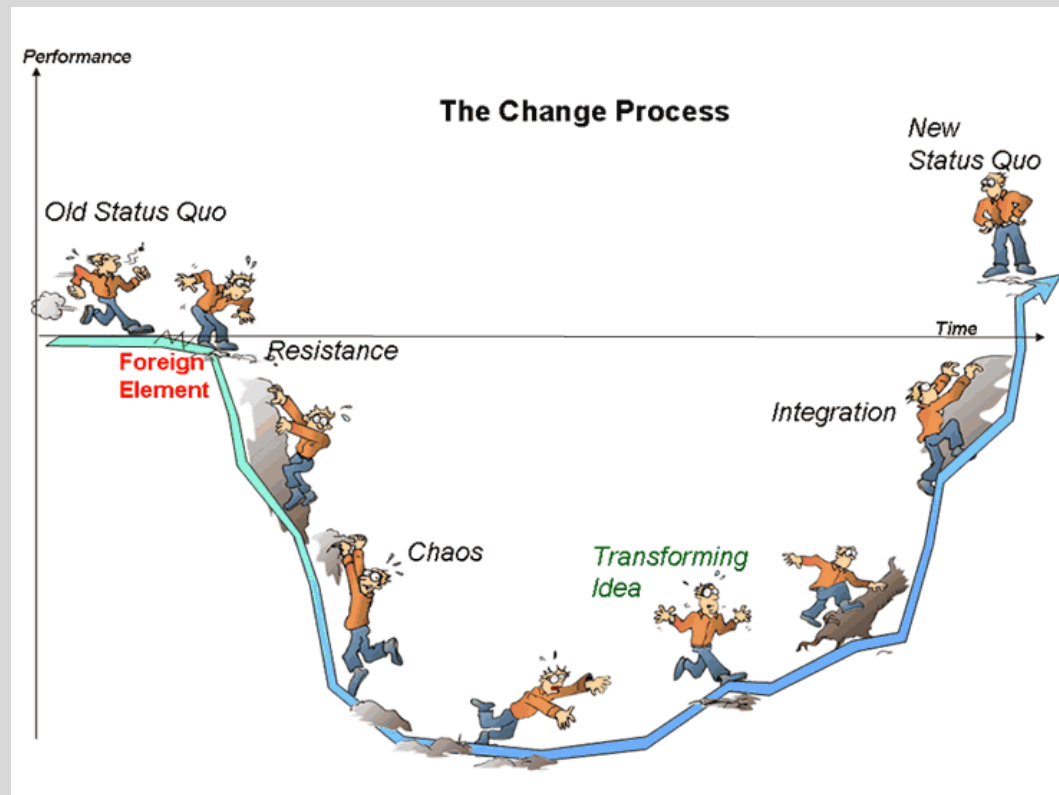 Performance
The Change Process
New
Status Quo
Old Status Quo
Time
Foreign
Element
Resistance
Integration
Chaos
Transforming
Idea